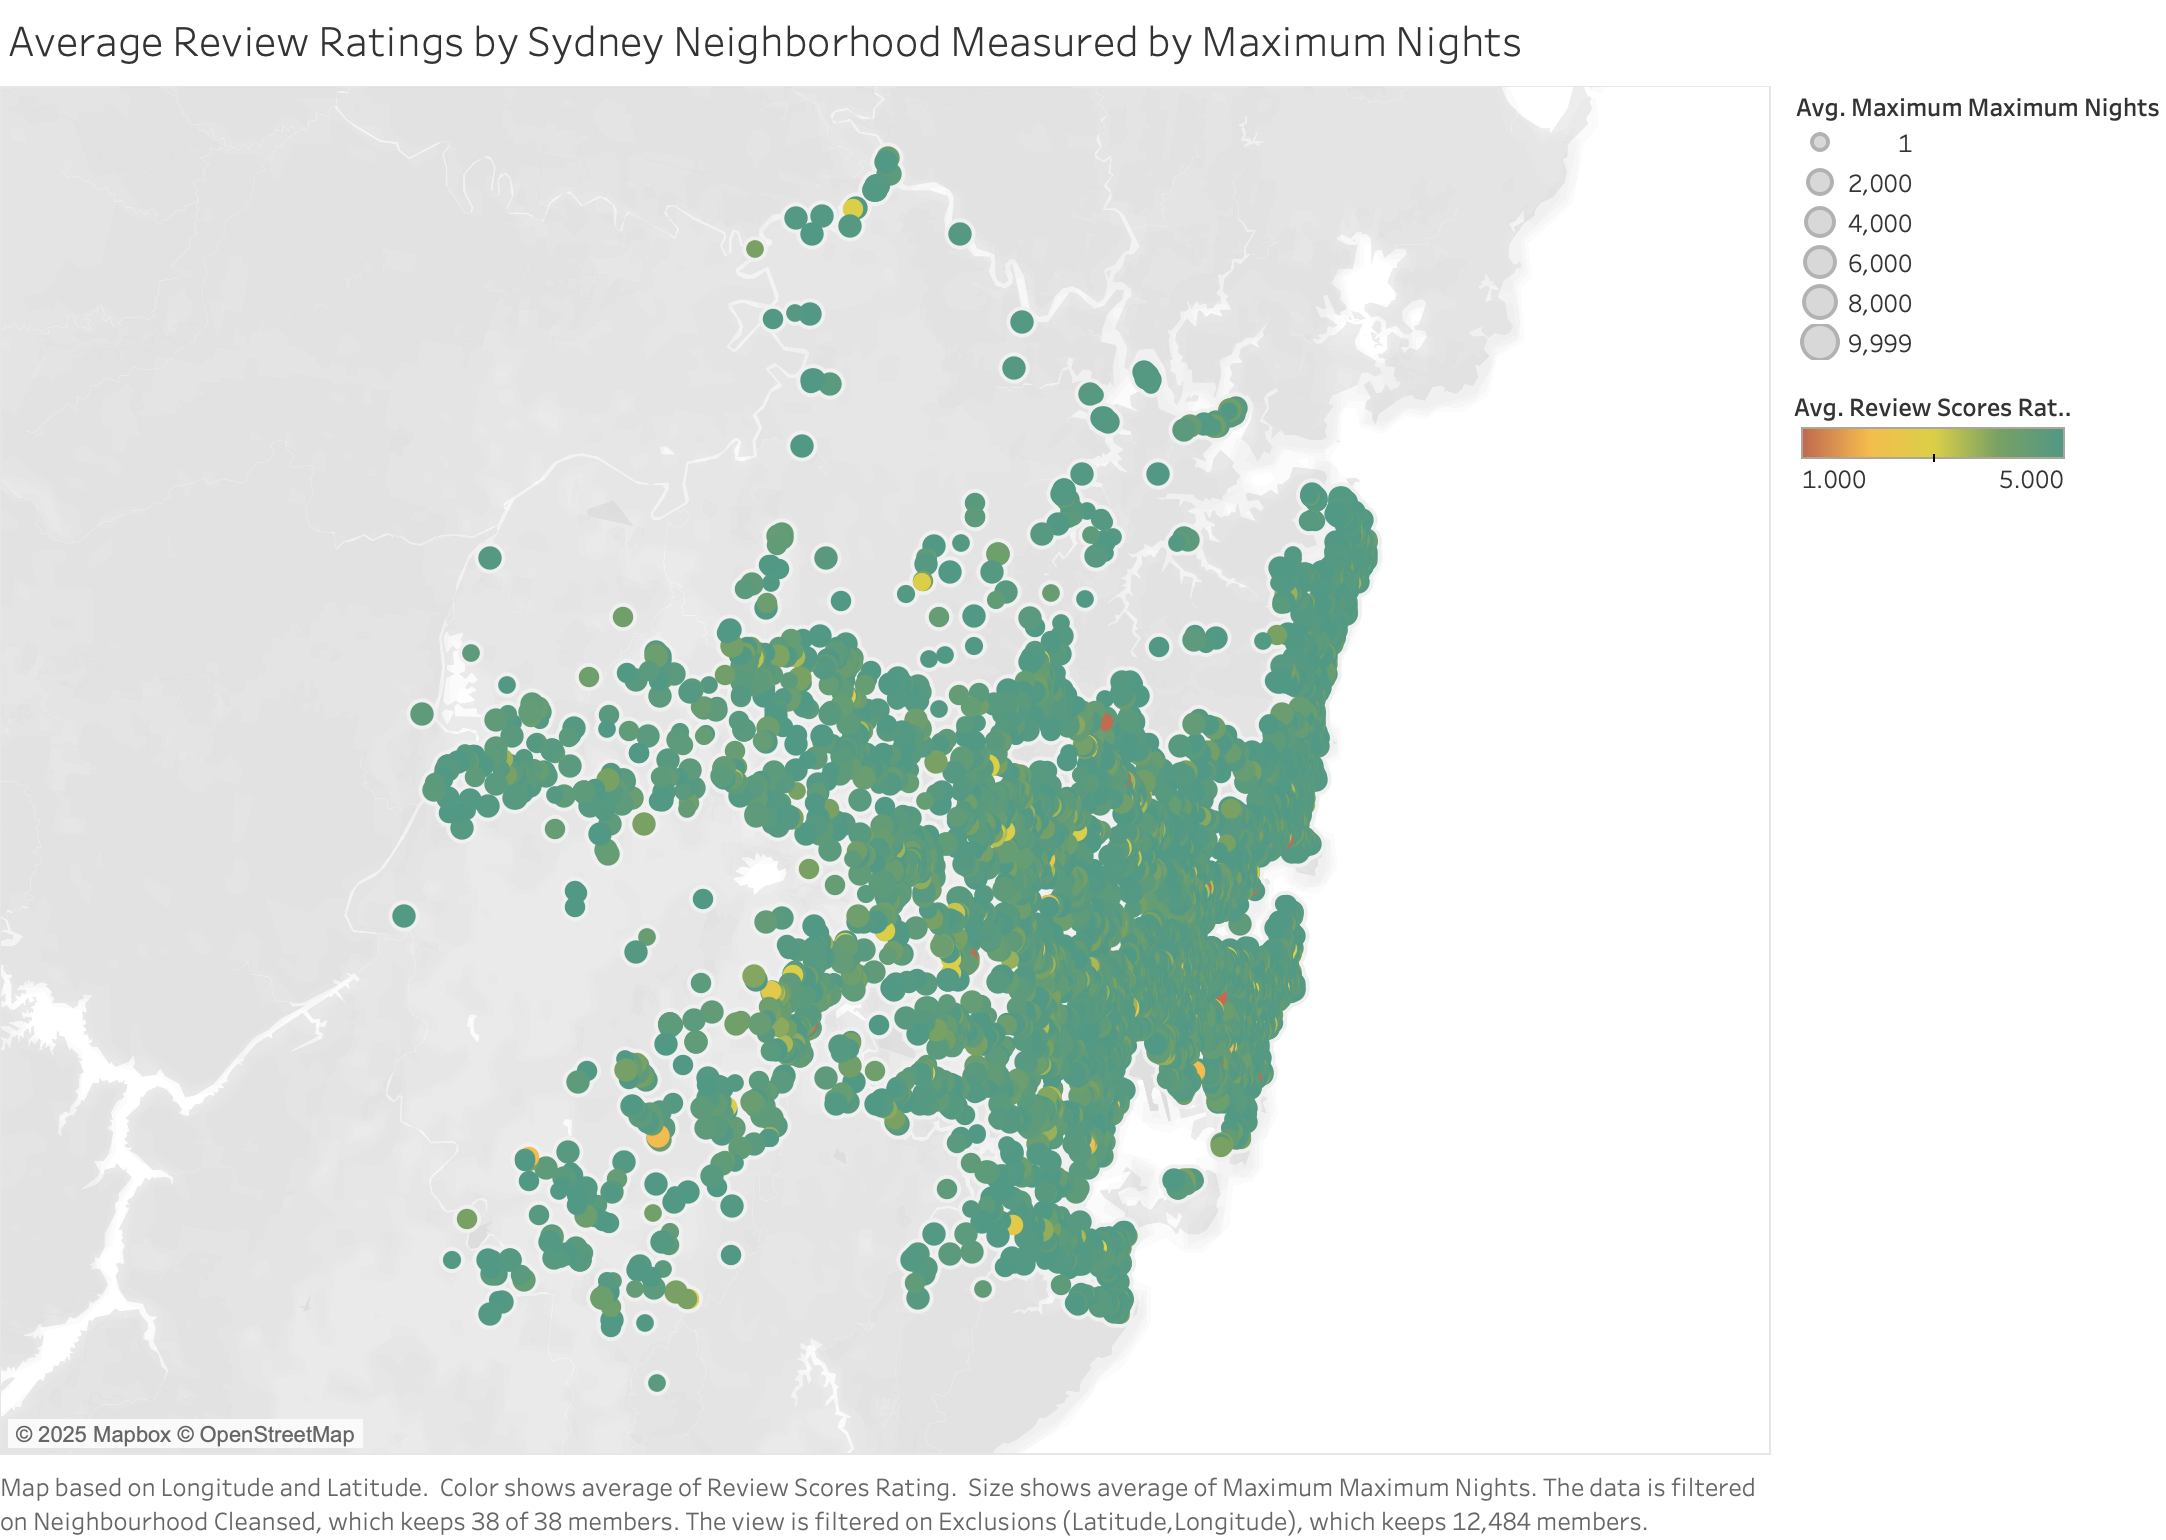 Average Review Ratings by Sydney Neighborhood Measured by Maximum Nights
Avg. Maximum Maximum Nights
1
2,000
4,000
6,000
8,000
9,999
Avg. Review Scores Rat..
1.000 5.000
© 2025 Mapbox © OpenStreetMap
Map based on Longitude and Latitude.  Color shows average of Review Scores Rating.  Size shows average of Maximum Maximum Nights. The data is filtered
on Neighbourhood Cleansed, which keeps 38 of 38 members. The view is filtered on Exclusions (Latitude,Longitude), which keeps 12,484 members.